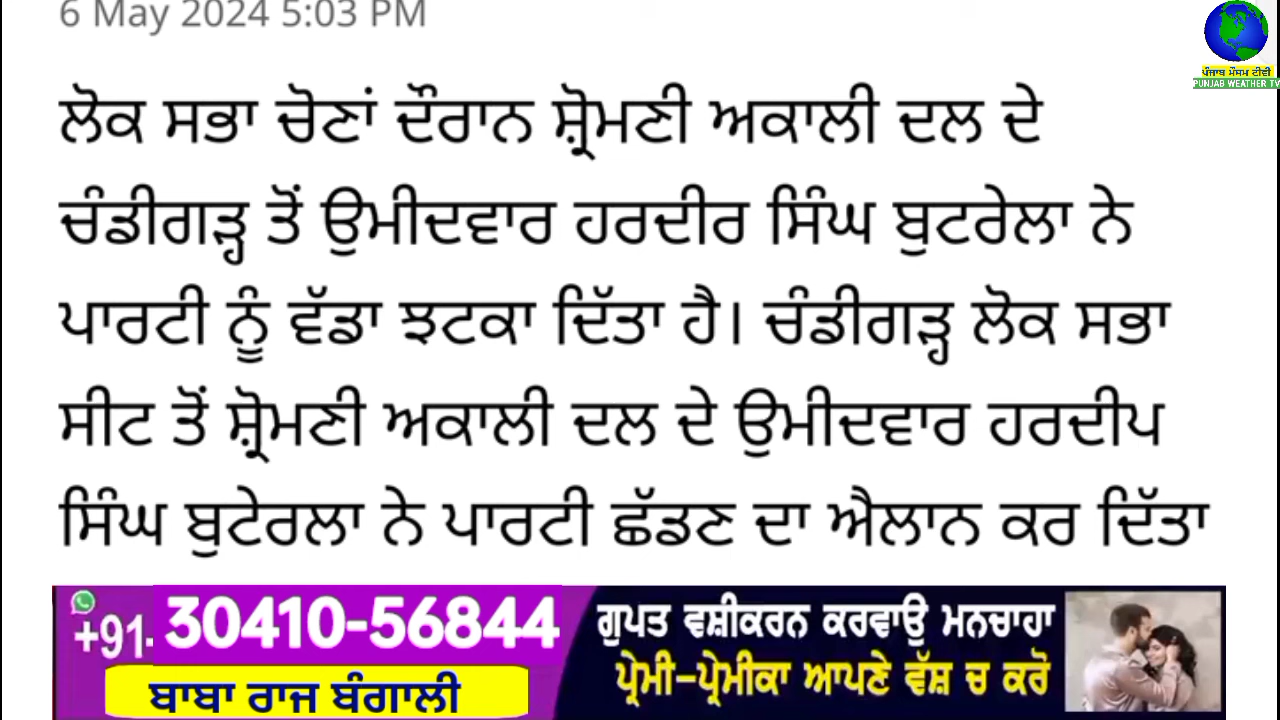 6 May 2024 5:03 PM
ਪੰਜਾਬ ਮੌਸਮ ਟੀਵੀ
PUNJAB WEATHER TV
ਲੋਕ ਸਭਾ ਚੋਣਾਂ ਦੌਰਾਨ ਸ਼੍ਰੋਮਣੀ ਅਕਾਲੀ ਦਲ ਦੇ
ਚੰਡੀਗੜ੍ਹ ਤੋਂ ਉਮੀਦਵਾਰ ਹਰਦੀਰ ਸਿੰਘ ਬੁਟਰੇਲਾ ਨੇ
ਪਾਰਟੀ ਨੂੰ ਵੱਡਾ ਝਟਕਾ ਦਿੱਤਾ ਹੈ। ਚੰਡੀਗੜ੍ਹ ਲੋਕ ਸਭਾ
ਸੀਟ ਤੋਂ ਸ਼੍ਰੋਮਣੀ ਅਕਾਲੀ ਦਲ ਦੇ ਉਮੀਦਵਾਰ ਹਰਦੀਪ
ਸਿੰਘ ਬੁਟੇਰਲਾ ਨੇ ਪਾਰਟੀ ਛੱਡਣ ਦਾ ਐਲਾਨ ਕਰ ਦਿੱਤਾ
+91. 30410-56844
ਬਾਬਾ ਰਾਜ ਬੰਗਾਲੀ
ਗੁਪਤ ਵਸ਼ੀਕਰਨ ਕਰਵਾਉ ਮਨਚਾਹਾ
ਪ੍ਰੇਮੀ-ਪ੍ਰੇਮੀਕਾ ਆਪਣੇ ਵੱਸ਼ ਚ ਕਰੋ